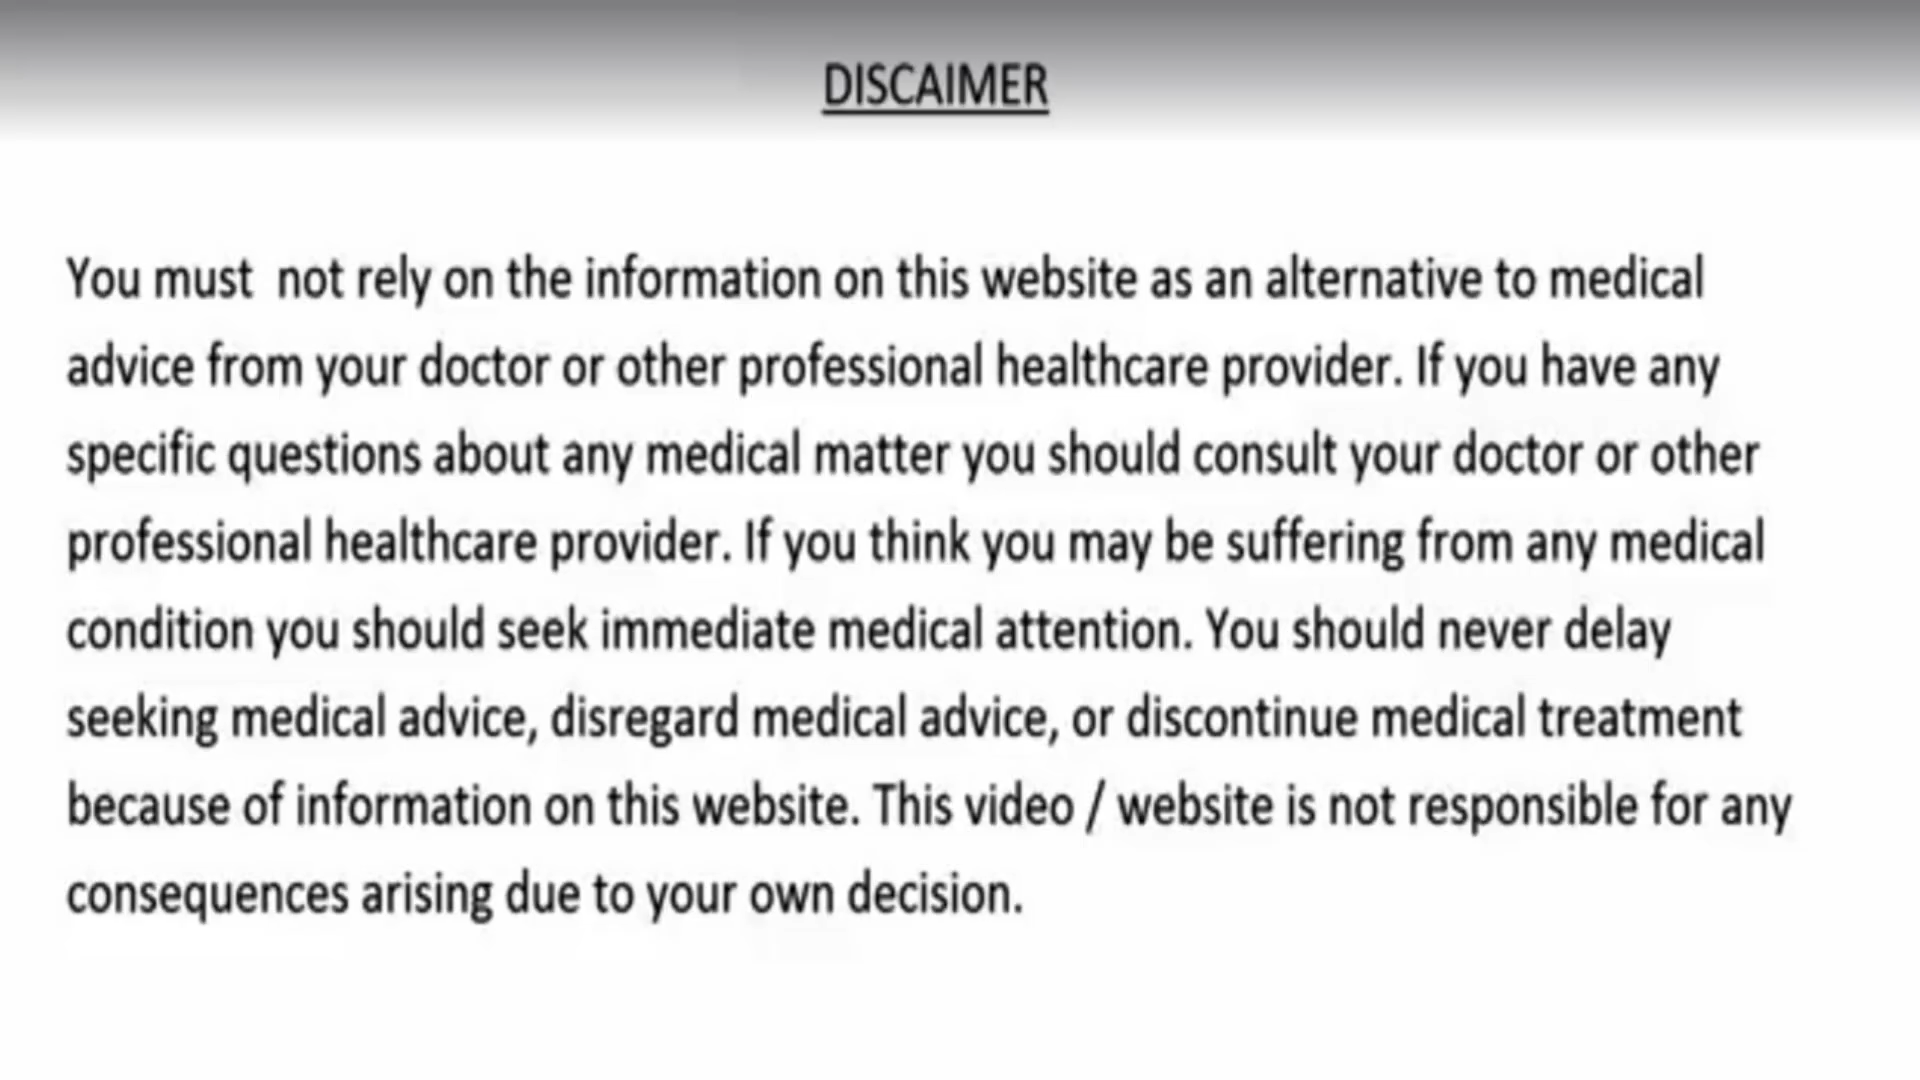 DISCAIMER
You must  not rely on the information on this website as an alternative to medical
advice from your doctor or other professional healthcare provider. If you have any
specific questions about any medical matter you should consult your doctor or other
professional healthcare provider. If you think you may be suffering from any medical
condition you should seek immediate medical attention. You should never delay
seeking medical advice, disregard medical advice, or discontinue medical treatment
because of information on this website. This video / website is not responsible for any
consequences arising due to your own decision.